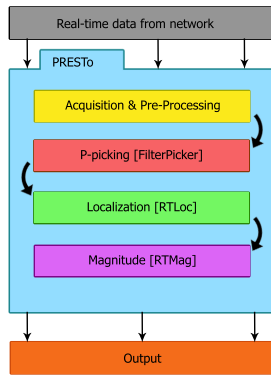 Real-time data from network
PRESTo
Acquisition & Pre-Processing
P-picking [FilterPicker]
Localization [RTLoc]
Magnitude [RTMag]
Output